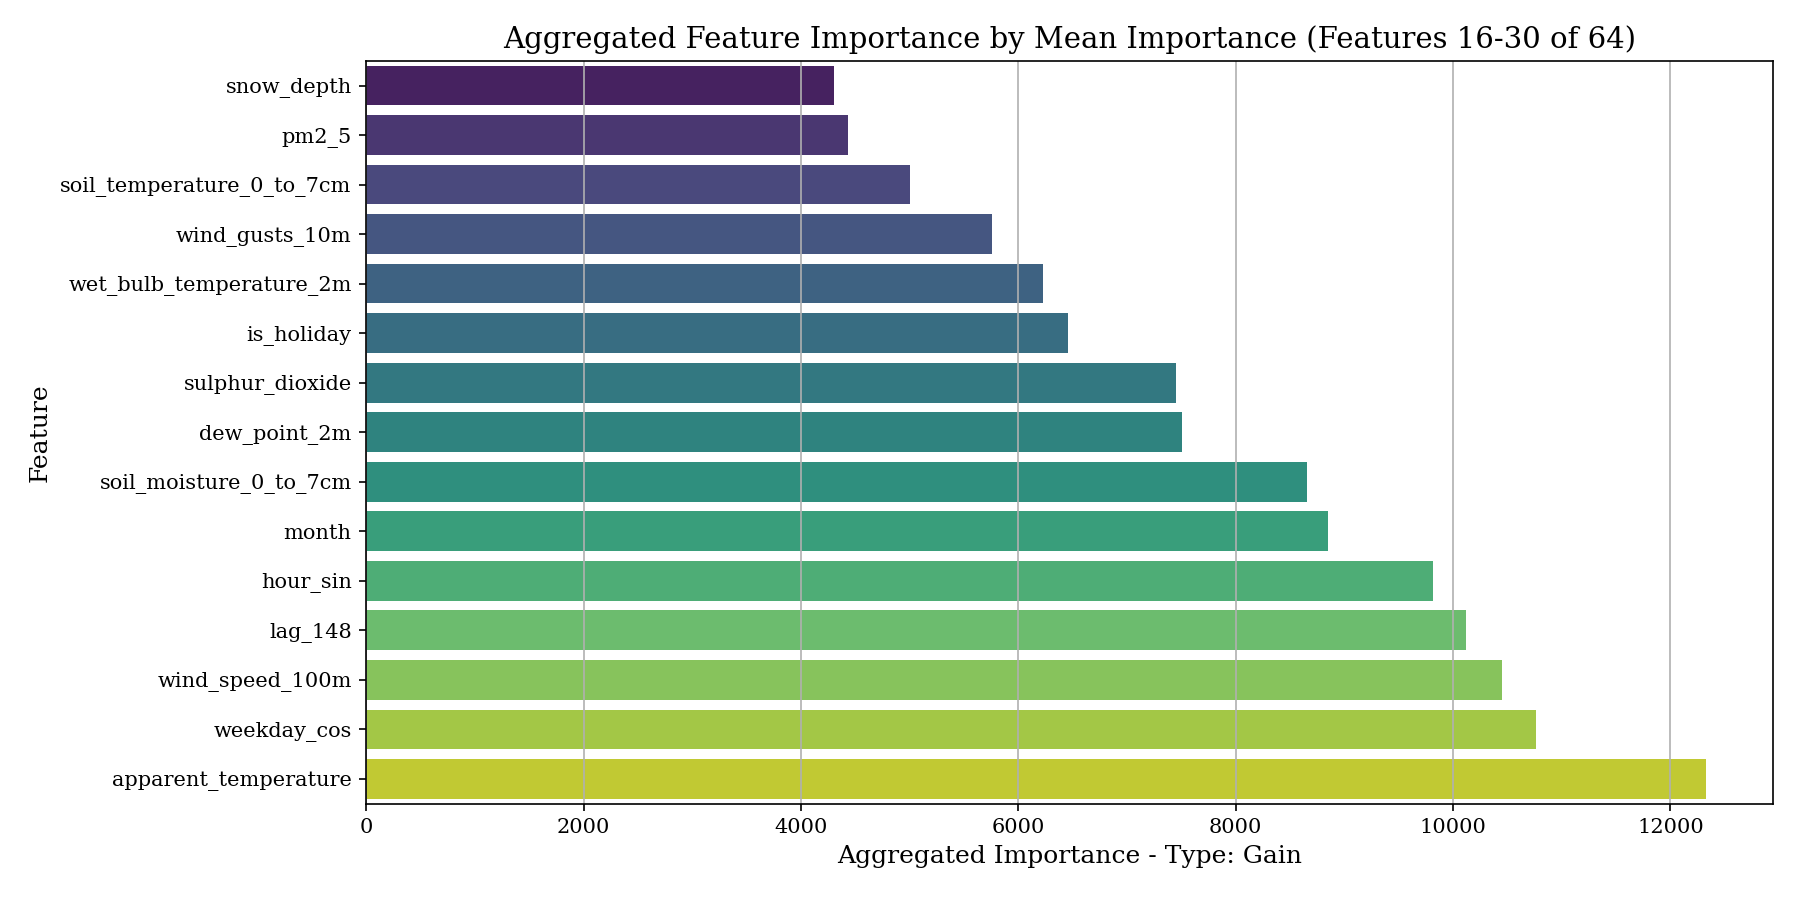 Aggregated Feature Importance by Mean Importance (Features 16-30 of 64)
snow_depth
pm2_5
soil_temperature_0_to_7cm
wind_gusts_10m
wet_bulb_temperature_2m
is_holiday
sulphur_dioxide
dew_point_2m
soil_moisture_0_to_7cm
month
hour_sin
lag_148
wind_speed_100m
weekday_cos
apparent_temperature
Feature
0 2000 4000 6000 8000 10000 12000
Aggregated Importance - Type: Gain